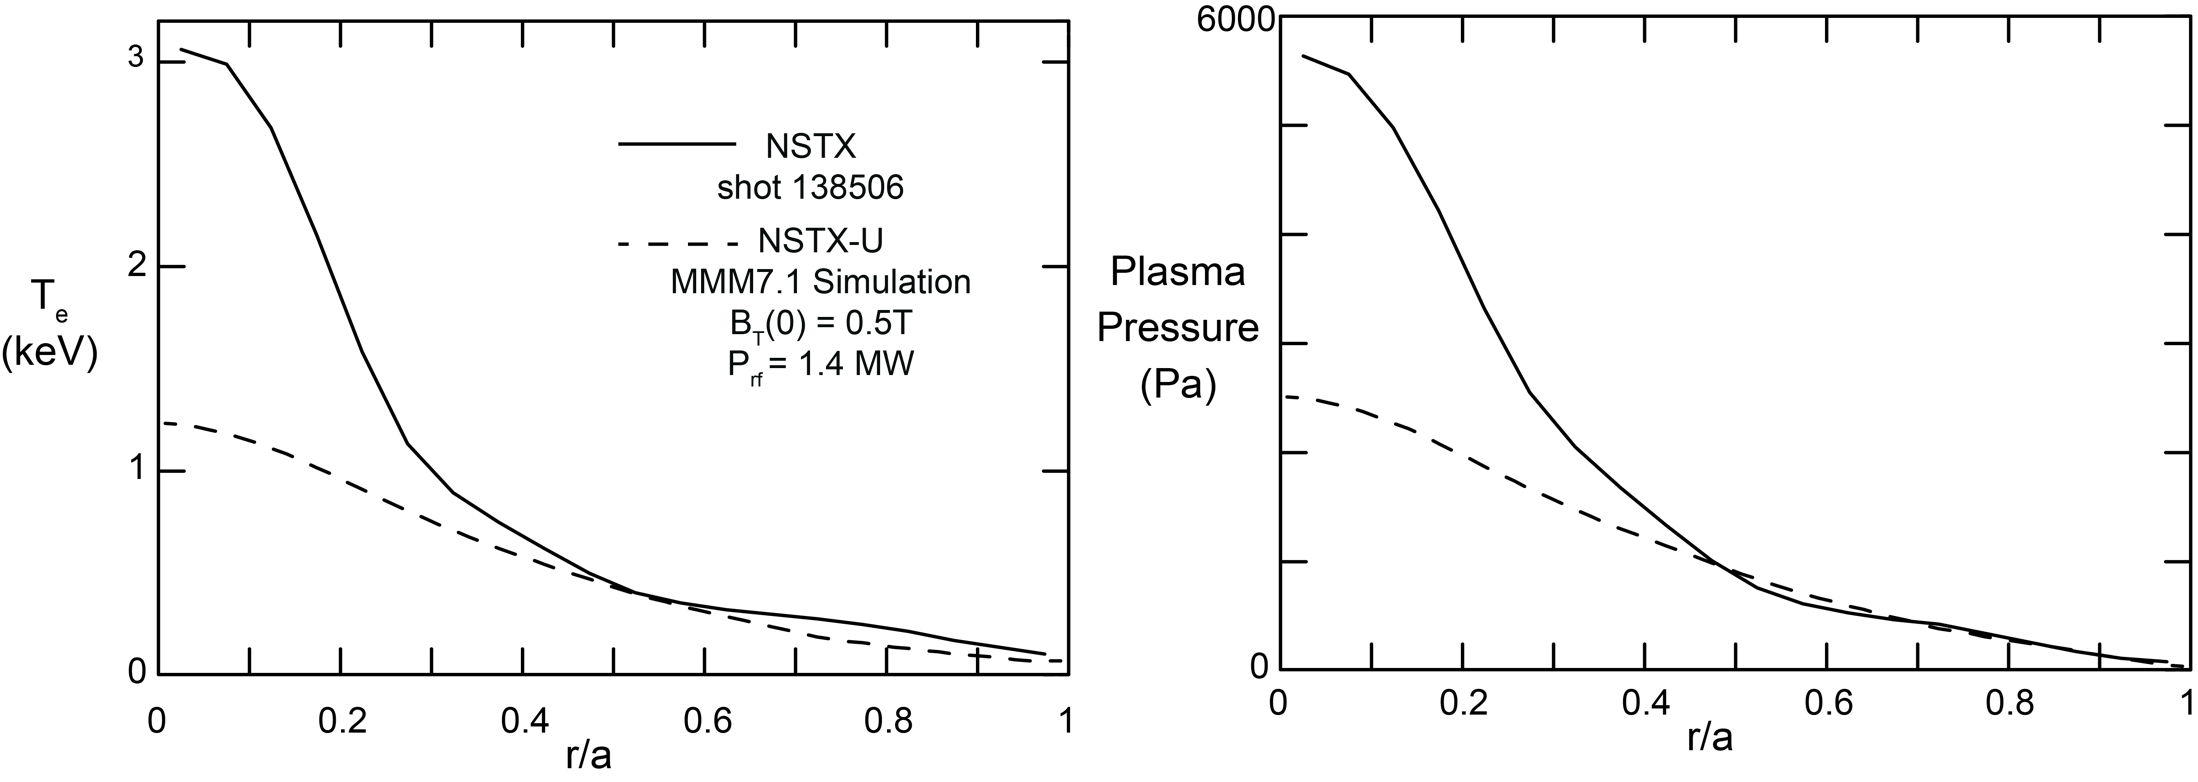 3
2
1
0
T
e
(keV)
NSTX
shot 138506
NSTX-U
MMM7.1 Simulation
B_T(0) = 0.5T
P_rf = 1.4 MW
0 0.2 0.4 0.6 0.8 1
r/a
6000
Plasma
Pressure
(Pa)
0
0 0.2 0.4 0.6 0.8 1
r/a